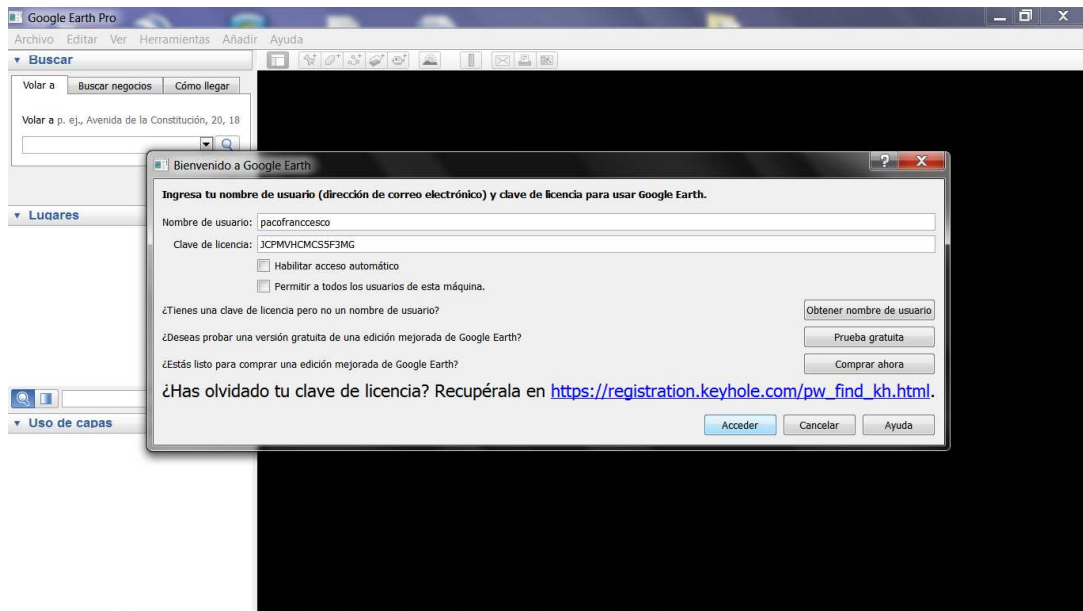 Google Earth Pro
Archivo Editar Ver Herramientas Añadir Ayuda
Buscar
Volar a Buscar negocios Cómo llegar
Volar a p. ej., Avenida de la Constitución, 20, 18
Bienvenido a Google Earth
Ingresa tu nombre de usuario (dirección de correo electrónico) y clave de licencia para usar Google Earth.
Lugares
Nombre de usuario: pacofranccesco
Clave de licencia: JCPMVHCMCS5F3MG
Habilitar acceso automático
Permitir a todos los usuarios de esta máquina.
¿Tienes una clave de licencia pero no un nombre de usuario? Obtener nombre de usuario
¿Deseas probar una versión gratuita de una edición mejorada de Google Earth? Prueba gratuita
¿Estás listo para comprar una edición mejorada de Google Earth? Comprar ahora
¿Has olvidado tu clave de licencia? Recupérala en https://registration.keyhole.com/pw_find_kh.html.
Uso de capas
Acceder Cancelar Ayuda